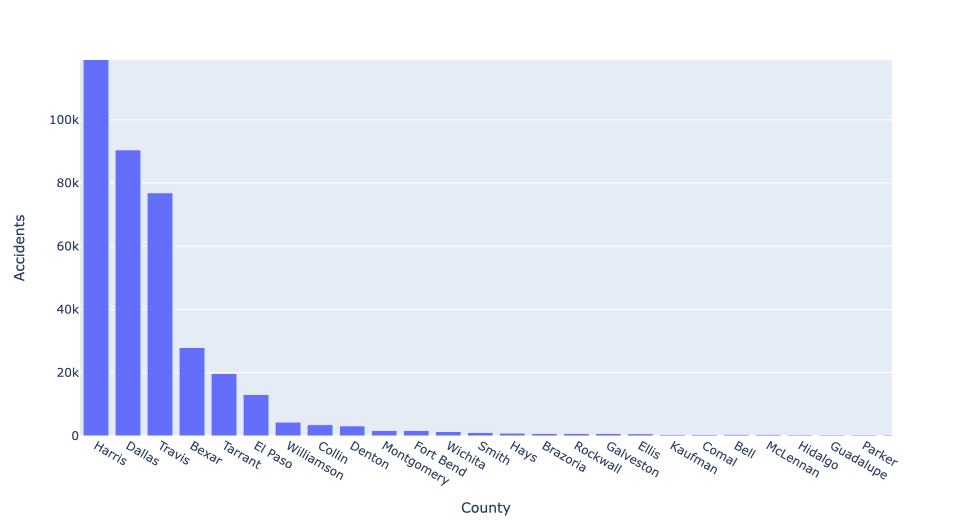 100k
80k
60k
40k
20k
0
Accidents
Harris
Dallas
Travis
Bexar
Tarrant
El Paso
Williamson
Collin
Denton
Montgomery
Fort Bend
Wichita
Smith
Hays
Brazoria
Rockwall
Galveston
Ellis
Kaufman
Comal
Bell
McLennan
Hidalgo
Guadalupe
Parker
County